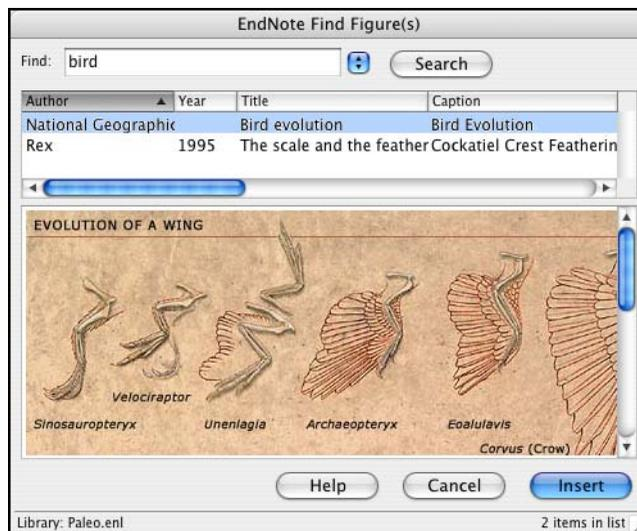 EndNote Find Figure(s)
Find: bird Search
Author Year Title Caption
National Geographic Bird evolution Bird Evolution
Rex 1995 The scale and the feather Cockatiel Crest Featherin
EVOLUTION OF A WING
Velociraptor
Sinosauropteryx Unenlagia Archaeopteryx Eoalulavis
Corvus (Crow)
Help Cancel Insert
Library: Paleo.enl 2 items in list